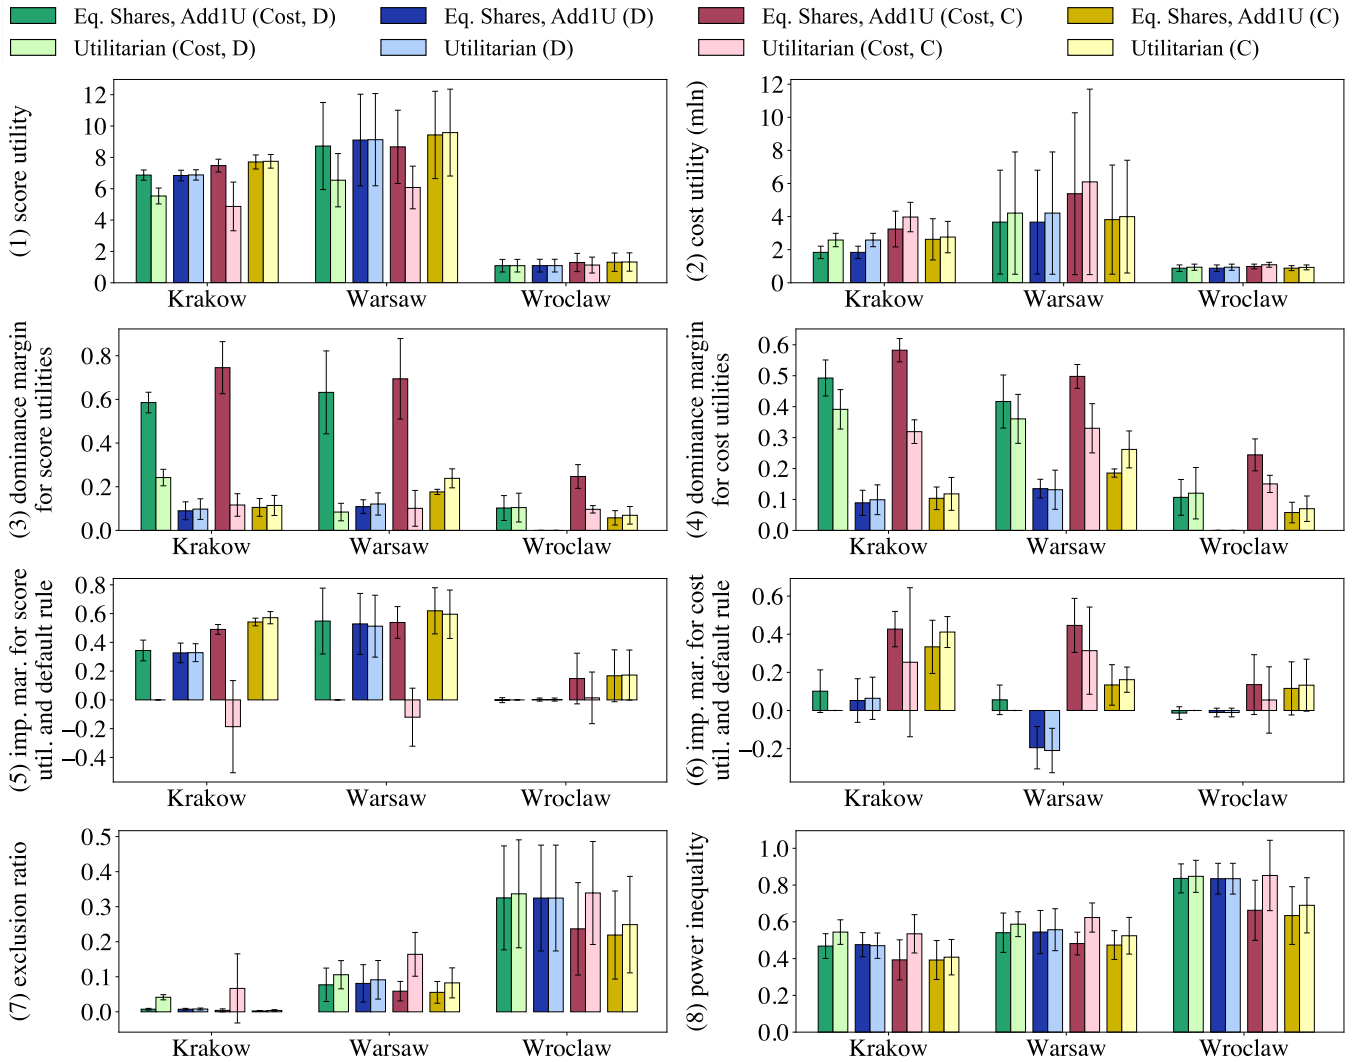 Eq. Shares, Add1U (Cost, D)
Eq. Shares, Add1U (D)
Eq. Shares, Add1U (Cost, C)
Eq. Shares, Add1U (C)
Utilitarian (Cost, D)
Utilitarian (D)
Utilitarian (Cost, C)
Utilitarian (C)
(1) score utility
12
10
8
6
4
2
0
Krakow Warsaw Wroclaw
(2) cost utility (mln)
12
10
8
6
4
2
0
Krakow Warsaw Wroclaw
(3) dominance margin
for score utilities
0.8
0.6
0.4
0.2
0.0
Krakow Warsaw Wroclaw
(4) dominance margin
for cost utilities
0.6
0.5
0.4
0.3
0.2
0.1
0.0
Krakow Warsaw Wroclaw
(5) imp. mar. for score
util. and default rule
0.8
0.6
0.4
0.2
0.0
−0.2
−0.4
Krakow Warsaw Wroclaw
(6) imp. mar. for cost
util. and default rule
0.6
0.4
0.2
0.0
−0.2
Krakow Warsaw Wroclaw
(7) exclusion ratio
0.5
0.4
0.3
0.2
0.1
0.0
Krakow Warsaw Wroclaw
(8) power inequality
1.0
0.8
0.6
0.4
0.2
0.0
Krakow Warsaw Wroclaw